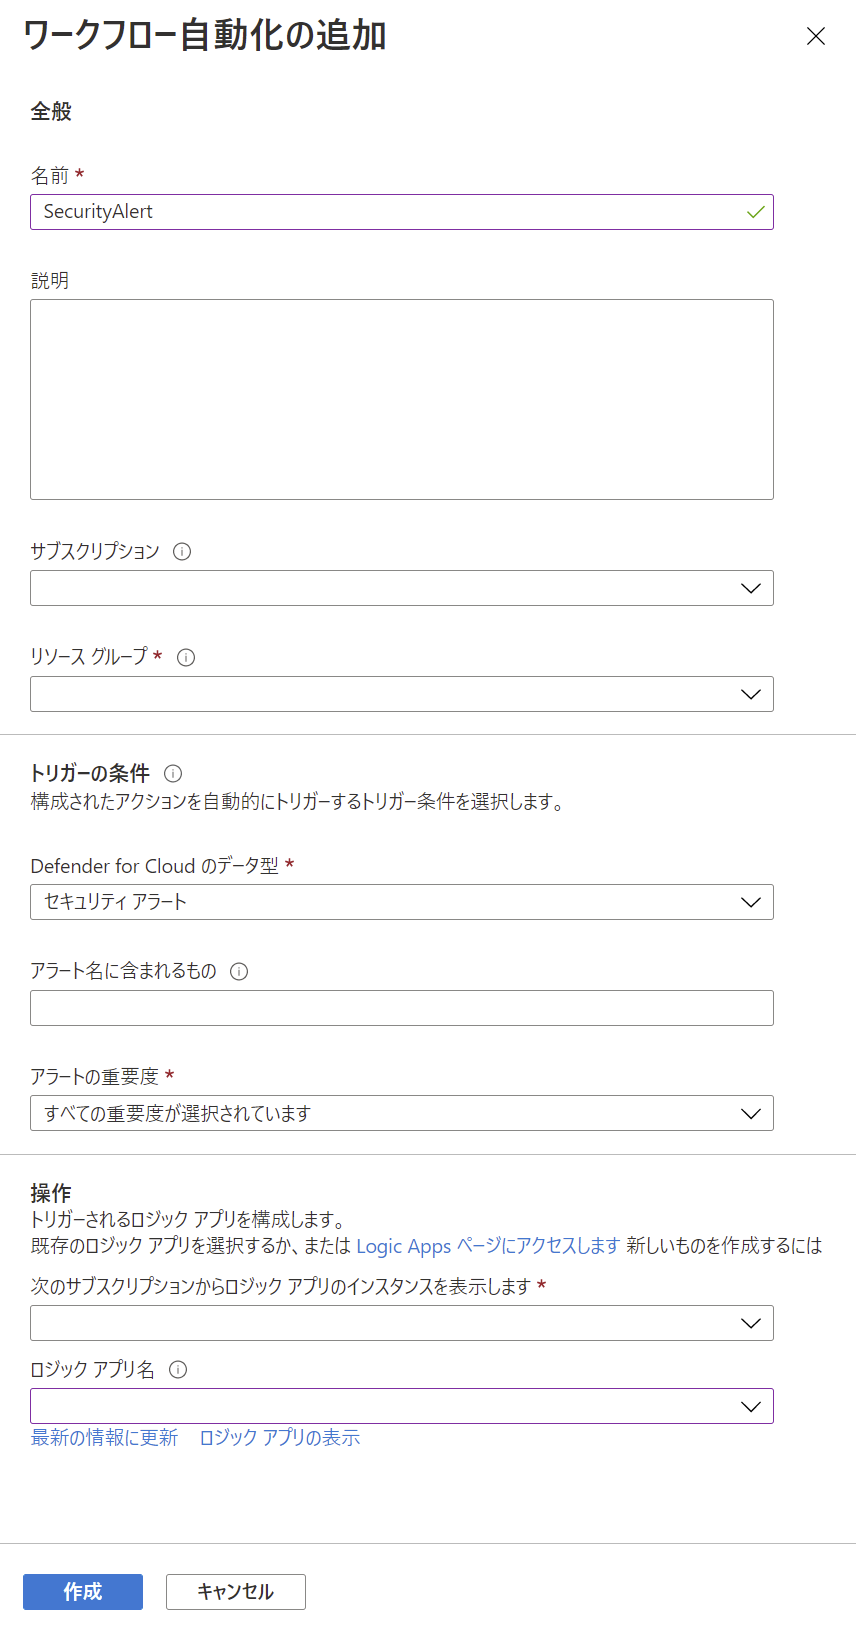 ワークフロー自動化の追加
全般
名前 *
SecurityAlert
説明
サブスクリプション
リソース グループ *
トリガーの条件
構成されたアクションを自動的にトリガーするトリガー条件を選択します。
Defender for Cloud のデータ型 *
セキュリティ アラート
アラート名に含まれるもの
アラートの重要度 *
すべての重要度が選択されています
操作
トリガーされるロジック アプリを構成します。
既存のロジック アプリを選択するか、または Logic Apps ページにアクセスします 新しいものを作成するには
次のサブスクリプションからロジック アプリのインスタンスを表示します *
ロジック アプリ名
最新の情報に更新 ロジック アプリの表示
作成 キャンセル